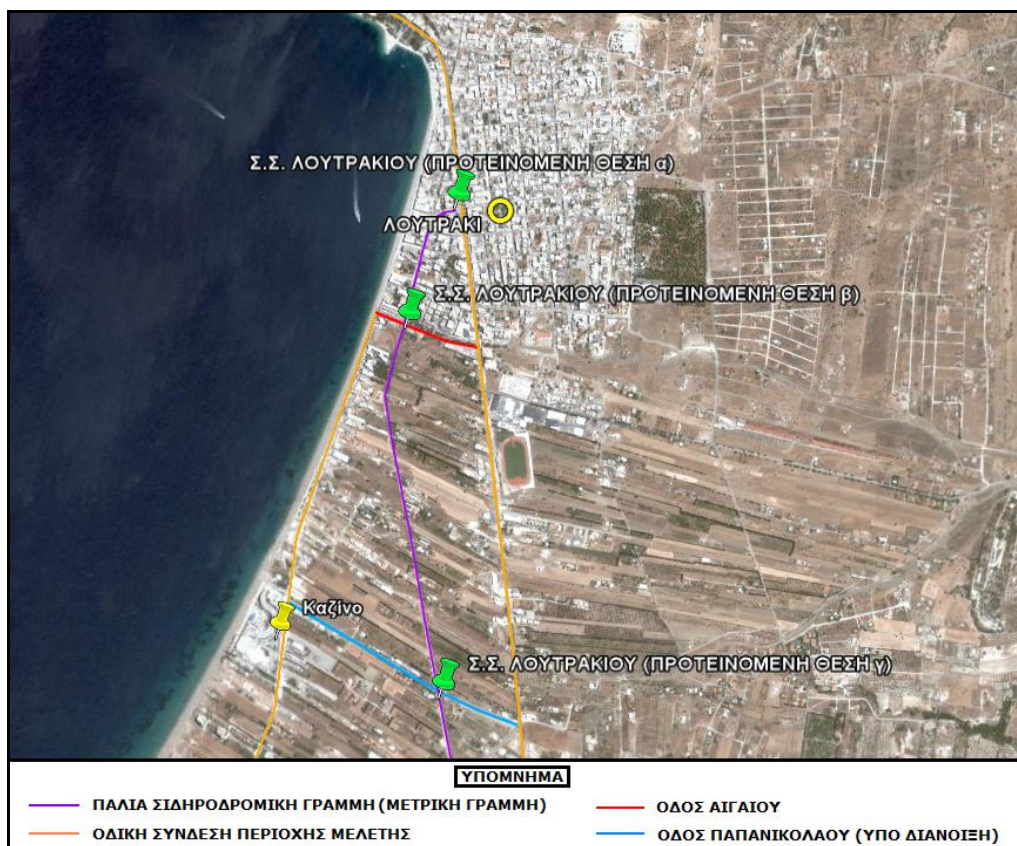 Σ.Σ. ΛΟΥΤΡΑΚΙΟΥ (ΠΡΟΤΕΙΝΟΜΕΝΗ ΘΕΣΗ α)
ΛΟΥΤΡΑΚΙ
Σ.Σ. ΛΟΥΤΡΑΚΙΟΥ (ΠΡΟΤΕΙΝΟΜΕΝΗ ΘΕΣΗ β)
Καζίνο
Σ.Σ. ΛΟΥΤΡΑΚΙΟΥ (ΠΡΟΤΕΙΝΟΜΕΝΗ ΘΕΣΗ γ)
ΥΠΟΜΝΗΜΑ
ΠΑΛΙΑ ΣΙΔΗΡΟΔΡΟΜΙΚΗ ΓΡΑΜΜΗ (ΜΕΤΡΙΚΗ ΓΡΑΜΜΗ)
ΟΔΟΣ ΑΙΓΑΙΟΥ
ΟΔΙΚΗ ΣΥΝΔΕΣΗ ΠΕΡΙΟΧΗΣ ΜΕΛΕΤΗΣ
ΟΔΟΣ ΠΑΠΑΝΙΚΟΛΑΟΥ (ΥΠΟ ΔΙΑΝΟΙΞΗ)